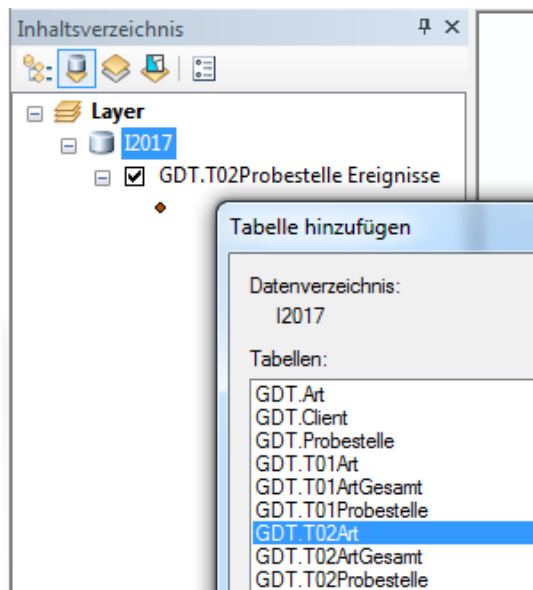 Inhaltsverzeichnis
Layer
I2017
GDT.T02Probestelle Ereignisse
Tabelle hinzufügen
Datenverzeichnis:
I2017
Tabellen:
GDT.Art
GDT.Client
GDT.Probestelle
GDT.T01Art
GDT.T01ArtGesamt
GDT.T01Probestelle
GDT.T02Art
GDT.T02ArtGesamt
GDT.T02Probestelle